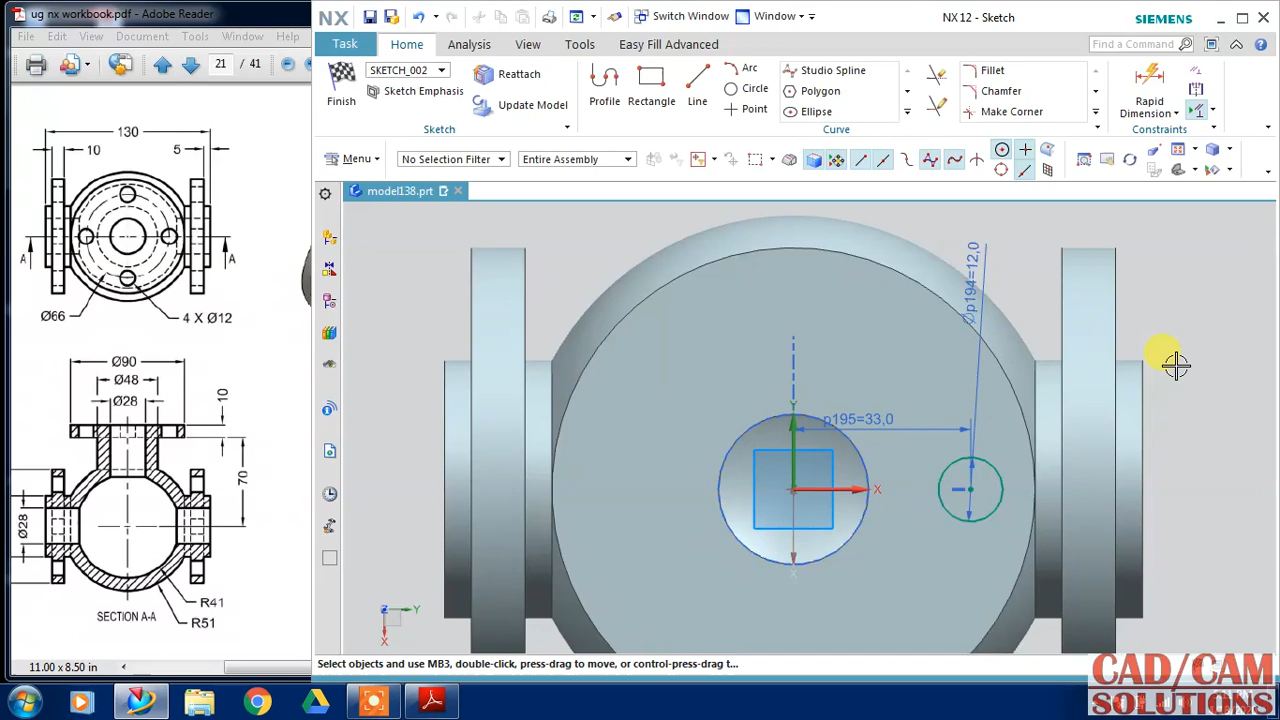 ug nx workbook.pdf - Adobe Reader
File Edit View Document Tools Window Help
21 / 41
130
10
5
A
A
Ø66
4 X Ø12
Ø90
Ø48
Ø28
10
70
Ø28
R41
R51
SECTION A-A
11.00 x 8.50 in
NX
Switch Window
Window
NX 12 - Sketch
SIEMENS
Task
Home
Analysis
View
Tools
Easy Fill Advanced
Find a Command
Finish
SKETCH_002
Sketch Emphasis
Reattach
Update Model
Sketch
Profile
Rectangle
Line
Arc
Circle
Point
Studio Spline
Polygon
Ellipse
Curve
Fillet
Chamfer
Make Corner
Rapid
Dimension
Constraints
Menu
No Selection Filter
Entire Assembly
model138.prt
Øp194=12,0
p195=33,0
Y
X
X
Z
Y
X
Select objects and use MB3, double-click, press-drag to move, or control-press-drag t...
CAD/CAM
SOLUTIONS